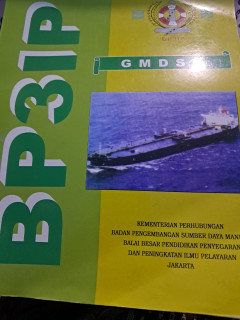 BP3IP
GMDSS
KEMENTERIAN PERHUBUNGAN
BADAN PENGEMBANGAN SUMBER DAYA
BALAI BESAR PENDIDIKAN PENYEGARAN
DAN PENINGKATAN ILMU PELAYARAN
JAKARTA